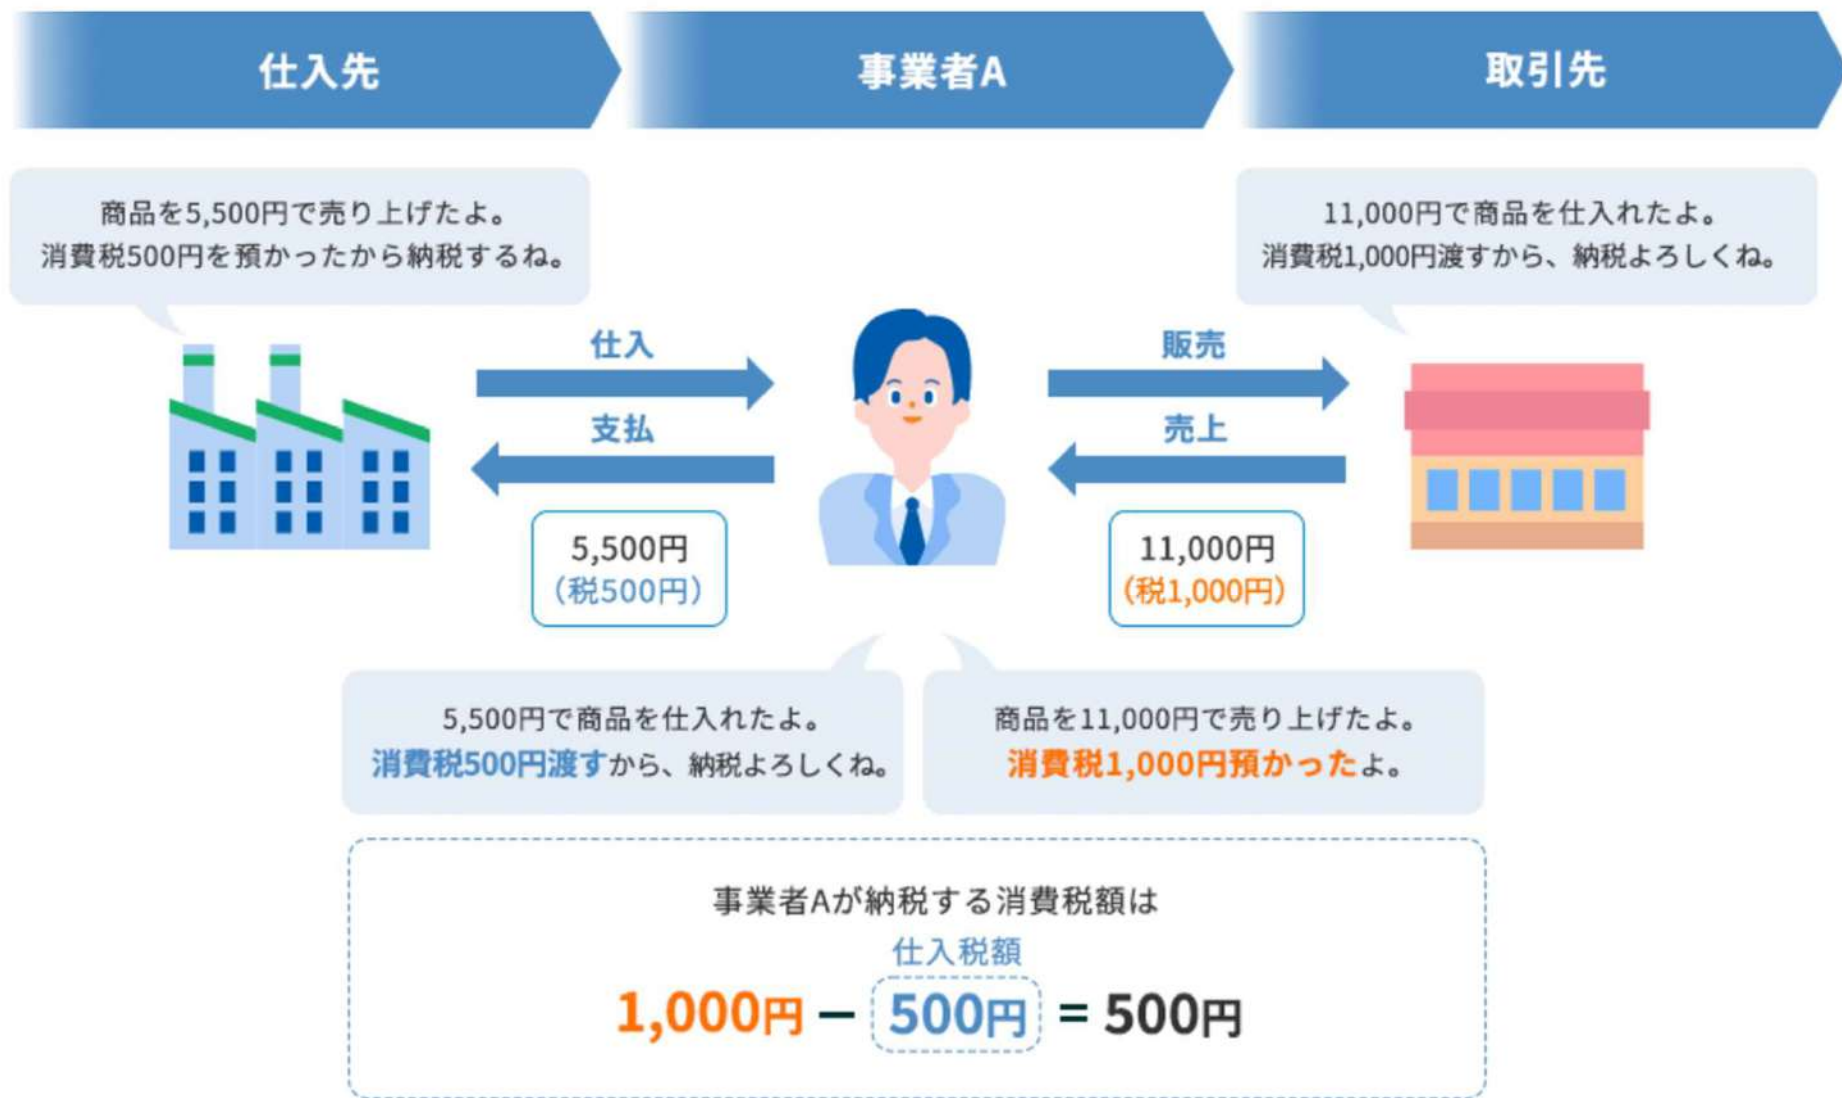 仕入先
事業者A
取引先
商品を5,500円で売り上げたよ。
消費税500円を預かったから納税するね。
11,000円で商品を仕入れたよ。
消費税1,000円渡すから、納税よろしくね。
仕入
支払
5,500円
（税500円）
販売
売上
11,000円
（税1,000円）
5,500円で商品を仕入れたよ。
消費税500円渡すから、納税よろしくね。
商品を11,000円で売り上げたよ。
消費税1,000円預かったよ。
事業者Aが納税する消費税額は
仕入税額
1,000円 − 500円 = 500円